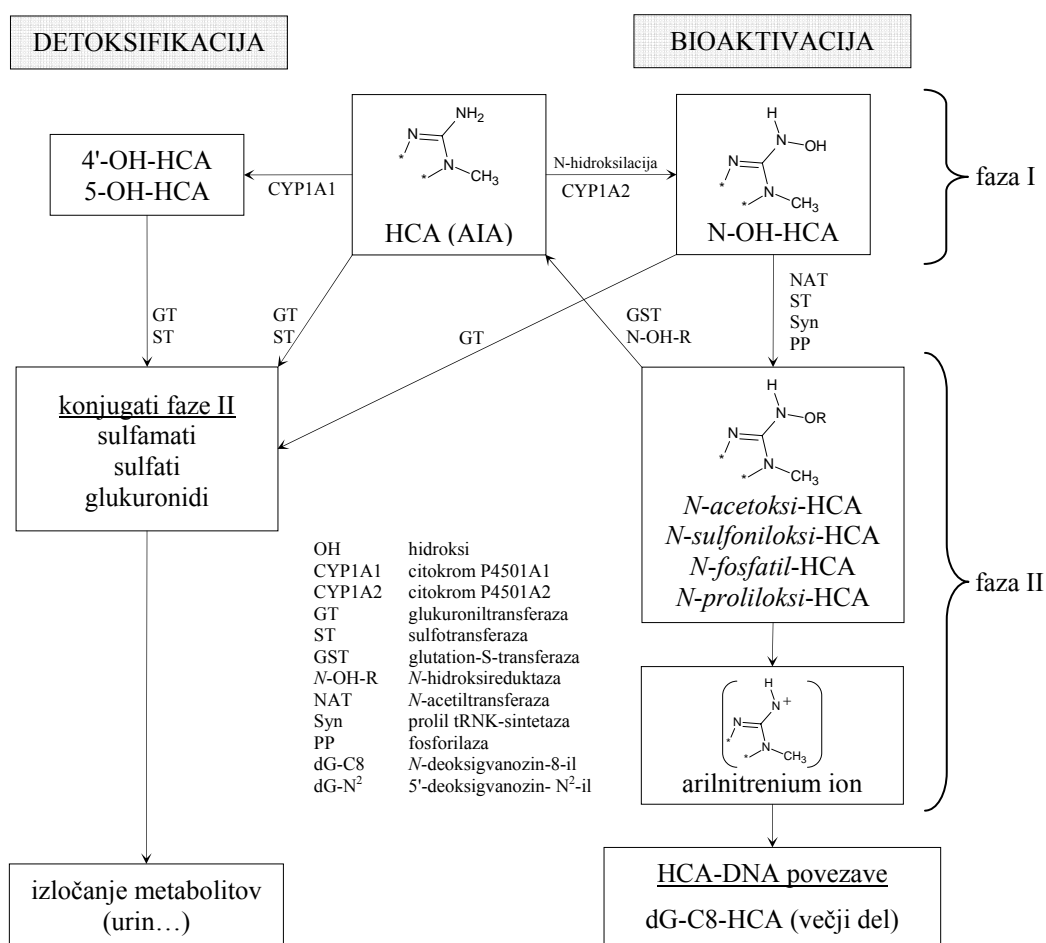 DETOKSIFIKACIJA
BIOAKTIVACIJA
4'-OH-HCA
5-OH-HCA
CYP1A1
NH2
N
*
N
*
CH3
HCA (AIA)
N-hidroksilacija
CYP1A2
H
N
OH
N
*
N
*
CH3
N-OH-HCA
faza I
GT
ST
GT
ST
GT
GST
N-OH-R
NAT
ST
Syn
PP
konjugati faze II
sulfamati
sulfati
glukuronidi
H
N
OR
N
*
N
*
CH3
N-acetoksi-HCA
N-sulfoniloksi-HCA
N-fosfatil-HCA
N-proliloksi-HCA
faza II
OH hidroksi
CYP1A1 citokrom P4501A1
CYP1A2 citokrom P4501A2
GT glukuroniltransferaza
ST sulfotransferaza
GST glutation-S-transferaza
N-OH-R N-hidroksireduktaza
NAT N-acetiltransferaza
Syn prolil tRNK-sintetaza
PP fosforilaza
dG-C8 N-deoksigvanozin-8-il
dG-N2 5'-deoksigvanozin- N2-il
H
N +
N
*
N
*
CH3
arilnitrenium ion
izločanje metabolitov
(urin…)
HCA-DNA povezave
dG-C8-HCA (večji del)